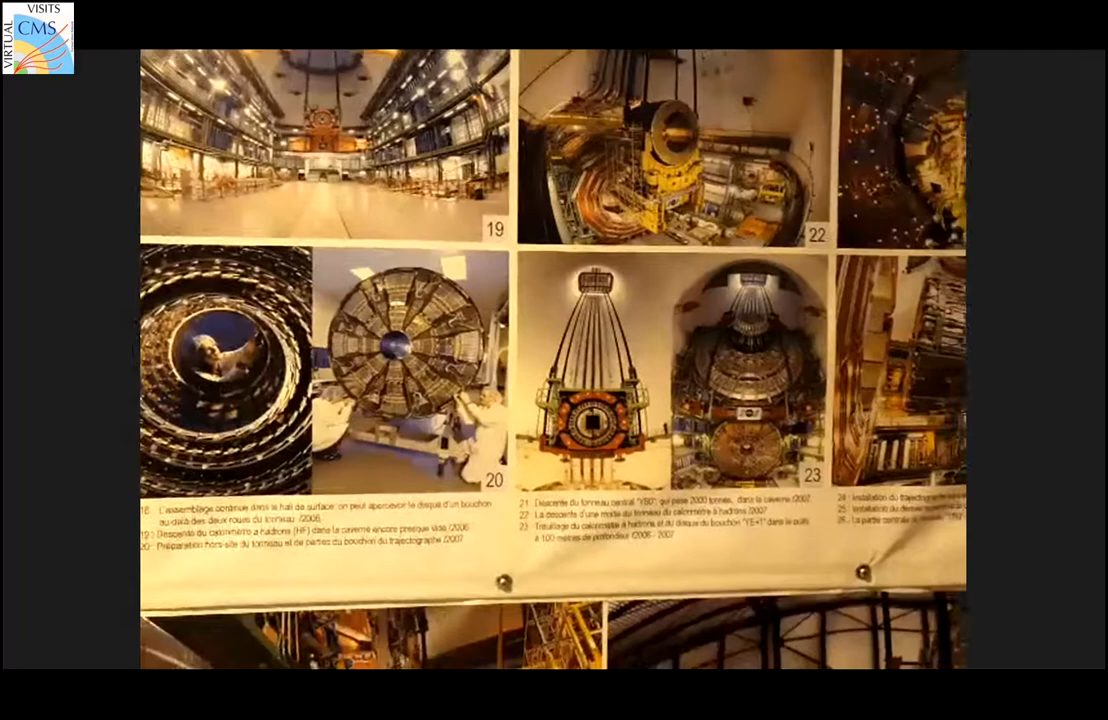 VISITS
CMS
VIRTUAL
19
22
20
23
18 : L'assemblage continue dans le hall de surface: on peut apercevoir le disque d'un bouchon
au-delà des deux roues du tonneau /2006.
19 : Descente du calorimètre à hadrons (HF) dans la caverne encore presque vide /2006
20 : Préparation hors-site du tonneau et de parties du bouchon du trajectographe /2007
21 : Descente du tonneau central "YB0", qui pèse 2000 tonnes, dans la caverne /2007
22 : La descente d'une moitié du tonneau du calorimètre à hadrons /2007
23 : Treuillage du calorimètre à hadrons et du disque du bouchon "YE+1" dans le puits
à 100 mètres de profondeur /2006 - 2007
24 : Installation du trajectographe
25 : Installation du dernier
26 : La partie centrale